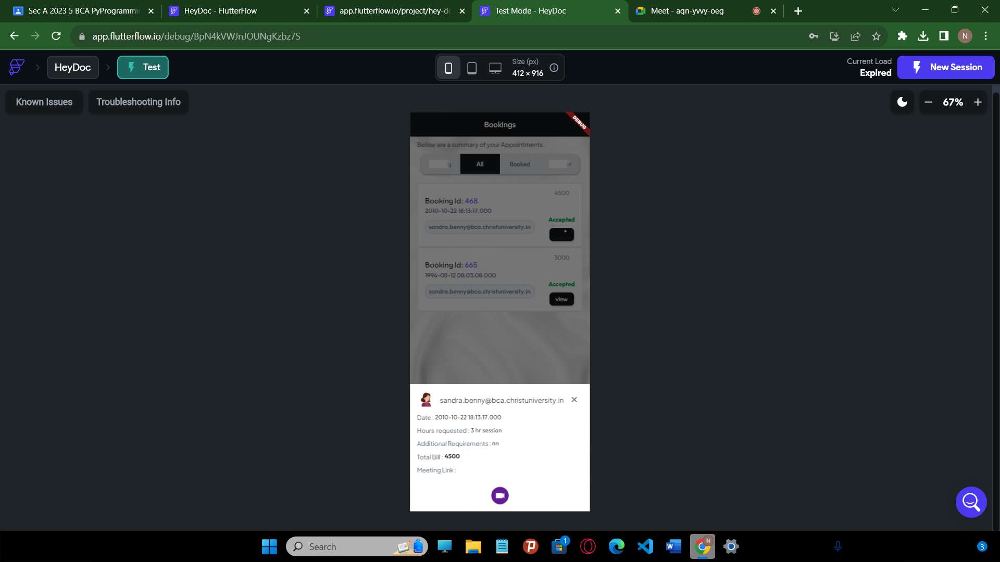 Sec A 2023 5 BCA PyProgrammi
HeyDoc - FlutterFlow
app.flutterflow.io/project/hey-d
Test Mode - HeyDoc
Meet - aqn-yvvy-oeg
app.flutterflow.io/debug/BpN4kVWJnJOUNgKzbz7S
N
HeyDoc
Test
Size (px)
412 × 916
Current Load
Expired
New Session
Known Issues
Troubleshooting Info
67%
Bookings
DEBUG
Below are a summary of your Appointments.
g
All
Booked
4500
Booking Id: 468
2010-10-22 18:13:17.000
Accepted
sandra.benny@bca.christuniversity.in
3000
Booking Id: 665
1996-08-12 08:03:08.000
Accepted
sandra.benny@bca.christuniversity.in
view
sandra.benny@bca.christuniversity.in
Date : 2010-10-22 18:13:17.000
Hours requested : 3 hr session
Additional Requirements : nn
Total Bill : 4500
Meeting Link :
Search
1
N
3